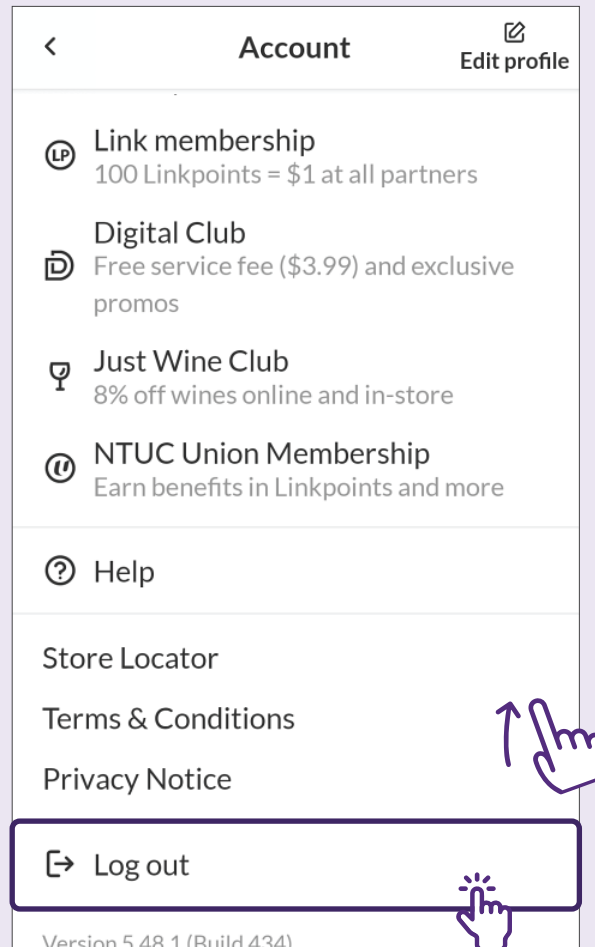 Account
Edit profile
LP
Link membership
100 Linkpoints = $1 at all partners
Digital Club
Free service fee ($3.99) and exclusive
promos
Just Wine Club
8% off wines online and in-store
NTUC Union Membership
Earn benefits in Linkpoints and more
Help
Store Locator
Terms & Conditions
Privacy Notice
Log out
Version 5.48.1 (Build 434)